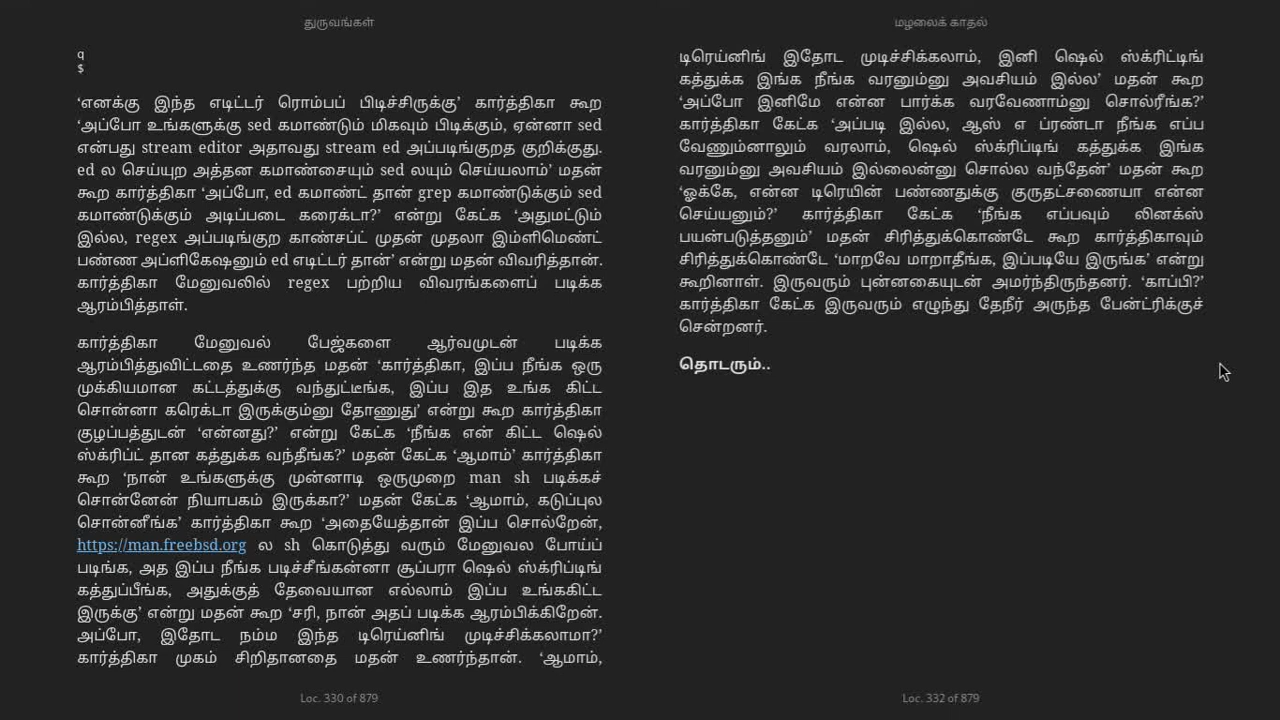 துருவங்கள்
q
$
‘எனக்கு இந்த எடிட்டர் ரொம்பப் பிடிச்சிருக்கு’ கார்த்திகா கூற
‘அப்போ உங்களுக்கு sed கமாண்டும் மிகவும் பிடிக்கும், ஏன்னா sed
என்பது stream editor அதாவது stream ed அப்படிங்குறத குறிக்குது.
ed ல செய்யுற அத்தன கமாண்சையும் sed லயும் செய்யலாம்’ மதன்
கூற கார்த்திகா ‘அப்போ, ed கமாண்ட் தான் grep கமாண்டுக்கும் sed
கமாண்டுக்கும் அடிப்படை கரைக்டா?’ என்று கேட்க ‘அதுமட்டும்
இல்ல, regex அப்படிங்குற காண்சப்ட் முதன் முதலா இம்ளிமெண்ட்
பண்ண அப்ளிகேஷனும் ed எடிட்டர் தான்’ என்று மதன் விவரித்தான்.
கார்த்திகா மேனுவலில் regex பற்றிய விவரங்களைப் படிக்க
ஆரம்பித்தாள்.
கார்த்திகா மேனுவல் பேஜ்களை ஆர்வமுடன் படிக்க
ஆரம்பித்துவிட்டதை உணர்ந்த மதன் ‘கார்த்திகா, இப்ப நீங்க ஒரு
முக்கியமான கட்டத்துக்கு வந்துட்டீங்க, இப்ப இத உங்க கிட்ட
சொன்னா கரெக்டா இருக்கும்னு தோணுது’ என்று கூற கார்த்திகா
குழப்பத்துடன் ‘என்னது?’ என்று கேட்க ‘நீங்க என் கிட்ட ஷெல்
ஸ்க்ரிப்ட் தான கத்துக்க வந்தீங்க?’ மதன் கேட்க ‘ஆமாம்’ கார்த்திகா
கூற ‘நான் உங்களுக்கு முன்னாடி ஒருமுறை man sh படிக்கச்
சொன்னேன் நியாபகம் இருக்கா?’ மதன் கேட்க ‘ஆமாம், கடுப்புல
சொன்னீங்க’ கார்த்திகா கூற ‘அதையேத்தான் இப்ப சொல்றேன்,
https://man.freebsd.org ல sh கொடுத்து வரும் மேனுவல போய்ப்
படிங்க, அத இப்ப நீங்க படிச்சீங்கன்னா சூப்பரா ஷெல் ஸ்க்ரிப்டிங்
கத்துப்பீங்க, அதுக்குத் தேவையான எல்லாம் இப்ப உங்ககிட்ட
இருக்கு’ என்று மதன் கூற ‘சரி, நான் அதப் படிக்க ஆரம்பிக்கிறேன்.
அப்போ, இதோட நம்ம இந்த டிரெய்னிங் முடிச்சிக்கலாமா?’
கார்த்திகா முகம் சிறிதானதை மதன் உணர்ந்தான். ‘ஆமாம்,
Loc. 330 of 879
மழலைக் காதல்
டிரெய்னிங் இதோட முடிச்சிக்கலாம், இனி ஷெல் ஸ்க்ரிட்டிங்
கத்துக்க இங்க நீங்க வரனும்னு அவசியம் இல்ல’ மதன் கூற
‘அப்போ இனிமே என்ன பார்க்க வரவேணாம்னு சொல்ரீங்க?’
கார்த்திகா கேட்க ‘அப்படி இல்ல, ஆஸ் எ ப்ரண்டா நீங்க எப்ப
வேணும்னாலும் வரலாம், ஷெல் ஸ்க்ரிப்டிங் கத்துக்க இங்க
வரனும்னு அவசியம் இல்லைன்னு சொல்ல வந்தேன்’ மதன் கூற
‘ஓக்கே, என்ன டிரெயின் பண்ணதுக்கு குருதட்சணையா என்ன
செய்யனும்?’ கார்த்திகா கேட்க ‘நீங்க எப்பவும் லினக்ஸ்
பயன்படுத்தனும்’ மதன் சிரித்துக்கொண்டே கூற கார்த்திகாவும்
சிரித்துக்கொண்டே ‘மாறவே மாறாதீங்க, இப்படியே இருங்க’ என்று
கூறினாள். இருவரும் புன்னகையுடன் அமர்ந்திருந்தனர். ‘காப்பி?’
கார்த்திகா கேட்க இருவரும் எழுந்து தேநீர் அருந்த பேன்ட்ரிக்குச்
சென்றனர்.
தொடரும்..
Loc. 332 of 879